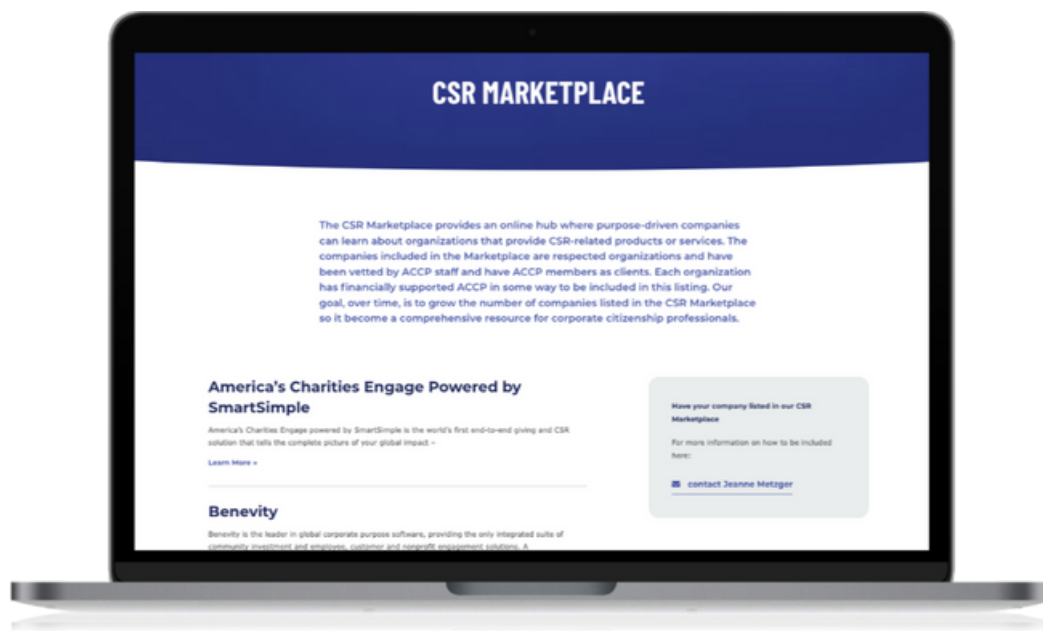 CSR MARKETPLACE
The CSR Marketplace provides an online hub where purpose-driven companies
can learn about organizations that provide CSR-related products or services. The
companies included in the Marketplace are respected organizations and have
been vetted by ACCP staff and have ACCP members as clients. Each organization
has financially supported ACCP in some way to be included in this listing. Our
goal, over time, is to grow the number of companies listed in the CSR Marketplace
so it become a comprehensive resource for corporate citizenship professionals.
America's Charities Engage Powered by
SmartSimple
America's Charities Engage powered by SmartSimple is the world's first end-to-end giving and CSR
solution that tells the complete picture of your global impact –
Learn More »
Benevity
Benevity is the leader in global corporate purpose software, providing the only integrated suite of
community investment and employee, customer and nonprofit engagement solutions. A
Have your company listed in our CSR
Marketplace
For more information on how to be included
here:
contact Jeanne Metzger